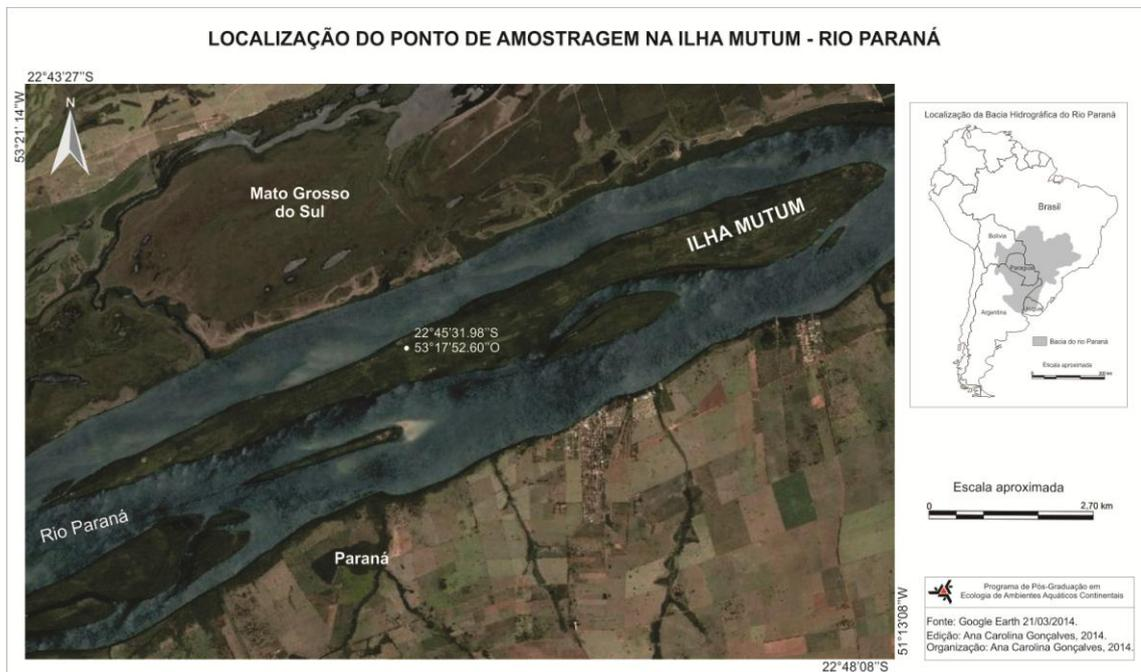 LOCALIZAÇÃO DO PONTO DE AMOSTRAGEM NA ILHA MUTUM - RIO PARANÁ
22°43'27''S
53°21' 14''W
N
Mato Grosso
do Sul
ILHA MUTUM
22°45'31.98''S
53°17'52.60''O
Rio Paraná
Paraná
51°13'08''W
22°48'08''S
Localização da Bacia Hidrográfica do Rio Paraná
Brasil
Bolívia
Paraguai
Argentina
Bacia do rio Paraná
Escala aproximada
0
Escala aproximada
0 2,70 km
Programa de Pós-Graduação em
Ecologia de Ambientes Aquáticos Continentais
Fonte: Google Earth 21/03/2014.
Edição: Ana Carolina Gonçalves, 2014.
Organização: Ana Carolina Gonçalves, 2014.